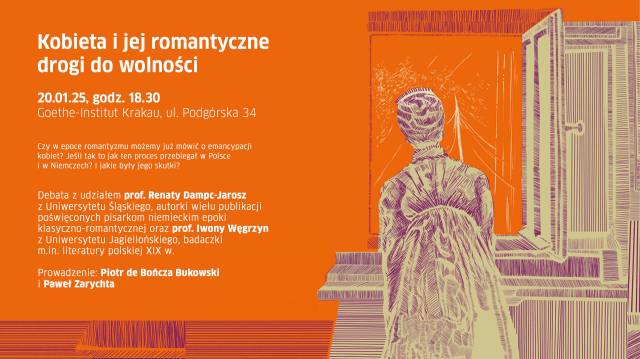 Kobieta i jej romantyczne
drogi do wolności
20.01.25, godz. 18.30
Goethe-Institut Krakau, ul. Podgórska 34
Czy w epoce romantyzmu możemy już mówić o emancypacji
kobiet? Jeśli tak to jak ten proces przebiegał w Polsce
i w Niemczech? I jakie były jego skutki?
Debata z udziałem prof. Renaty Dampc-Jarosz
z Uniwersytetu Śląskiego, autorki wielu publikacji
poświęconych pisarkom niemieckim epoki
klasyczno-romantycznej oraz prof. Iwony Węgrzyn
z Uniwersytetu Jagiellońskiego, badaczki
m.in. literatury polskiej XIX w.
Prowadzenie: Piotr de Bończa Bukowski
i Paweł Zarychta